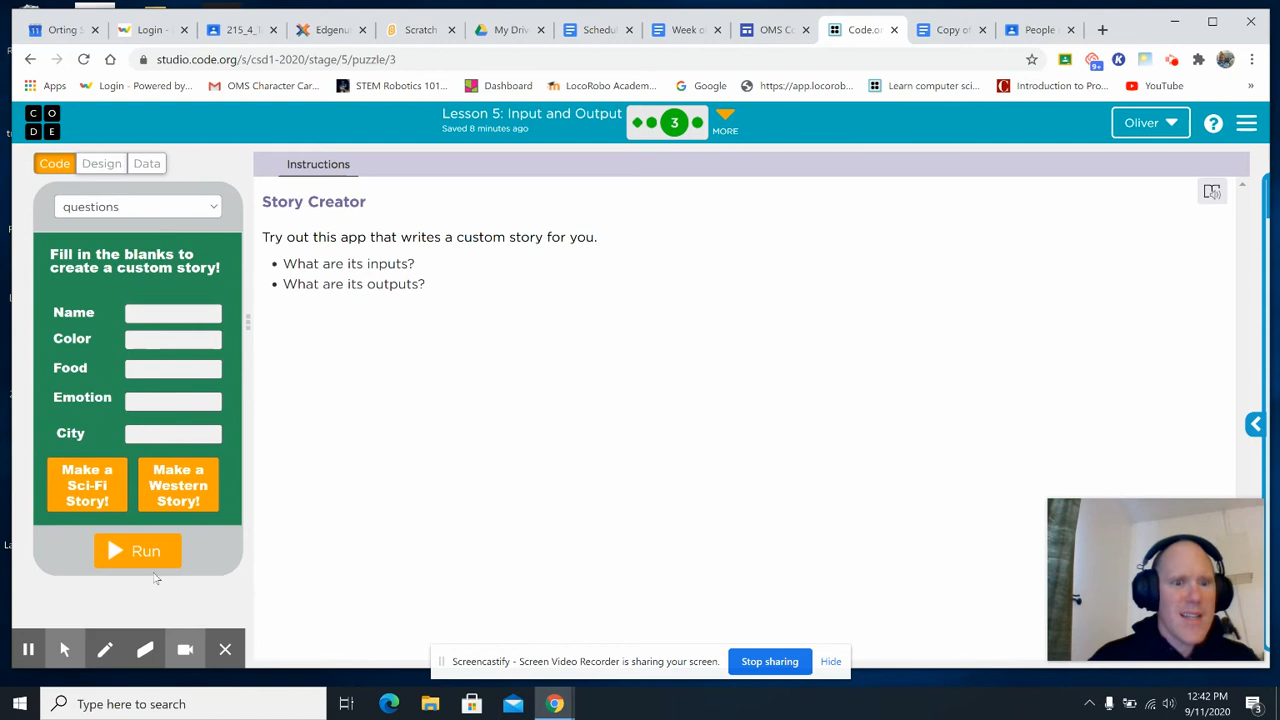 Orting S
Login -
215_4_T
Edgenu
Scratch
My Driv
Schedul
Week o
OMS Co
Code.or
Copy of
People
studio.code.org/s/csd1-2020/stage/5/puzzle/3
9+
K
Apps
Login - Powered by...
OMS Character Car...
STEM Robotics 101...
Dashboard
LocoRobo Academ...
Google
https://app.locorob...
Learn computer sci...
Introduction to Pro...
YouTube
»
C O
D E
Lesson 5: Input and Output
Saved 8 minutes ago
3
MORE
Oliver
?
Code
Design
Data
Instructions
questions
Story Creator
Try out this app that writes a custom story for you.
• What are its inputs?
• What are its outputs?
Fill in the blanks to
create a custom story!
Name
Color
Food
Emotion
City
Make a
Sci-Fi
Story!
Make a
Western
Story!
Run
Screencastify - Screen Video Recorder is sharing your screen.
Stop sharing
Hide
Type here to search
12:42 PM
9/11/2020
3